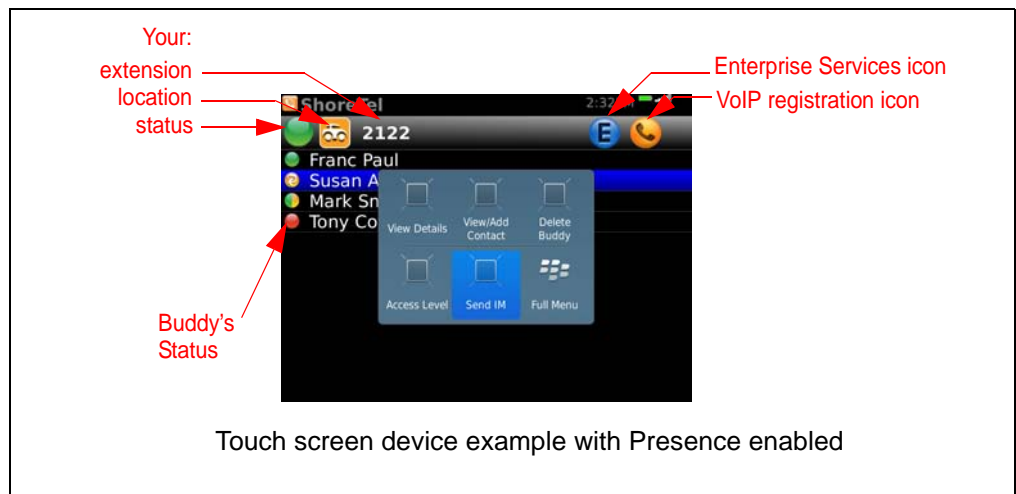 Your:
extension
location
status
Enterprise Services icon
VoIP registration icon
ShoreTel 2:32
2122
E
Franc Paul
Susan A
Mark Sn
Tony Co
View Details
View/Add
Contact
Delete
Buddy
Access Level
Send IM
Full Menu
Buddy's
Status
Touch screen device example with Presence enabled